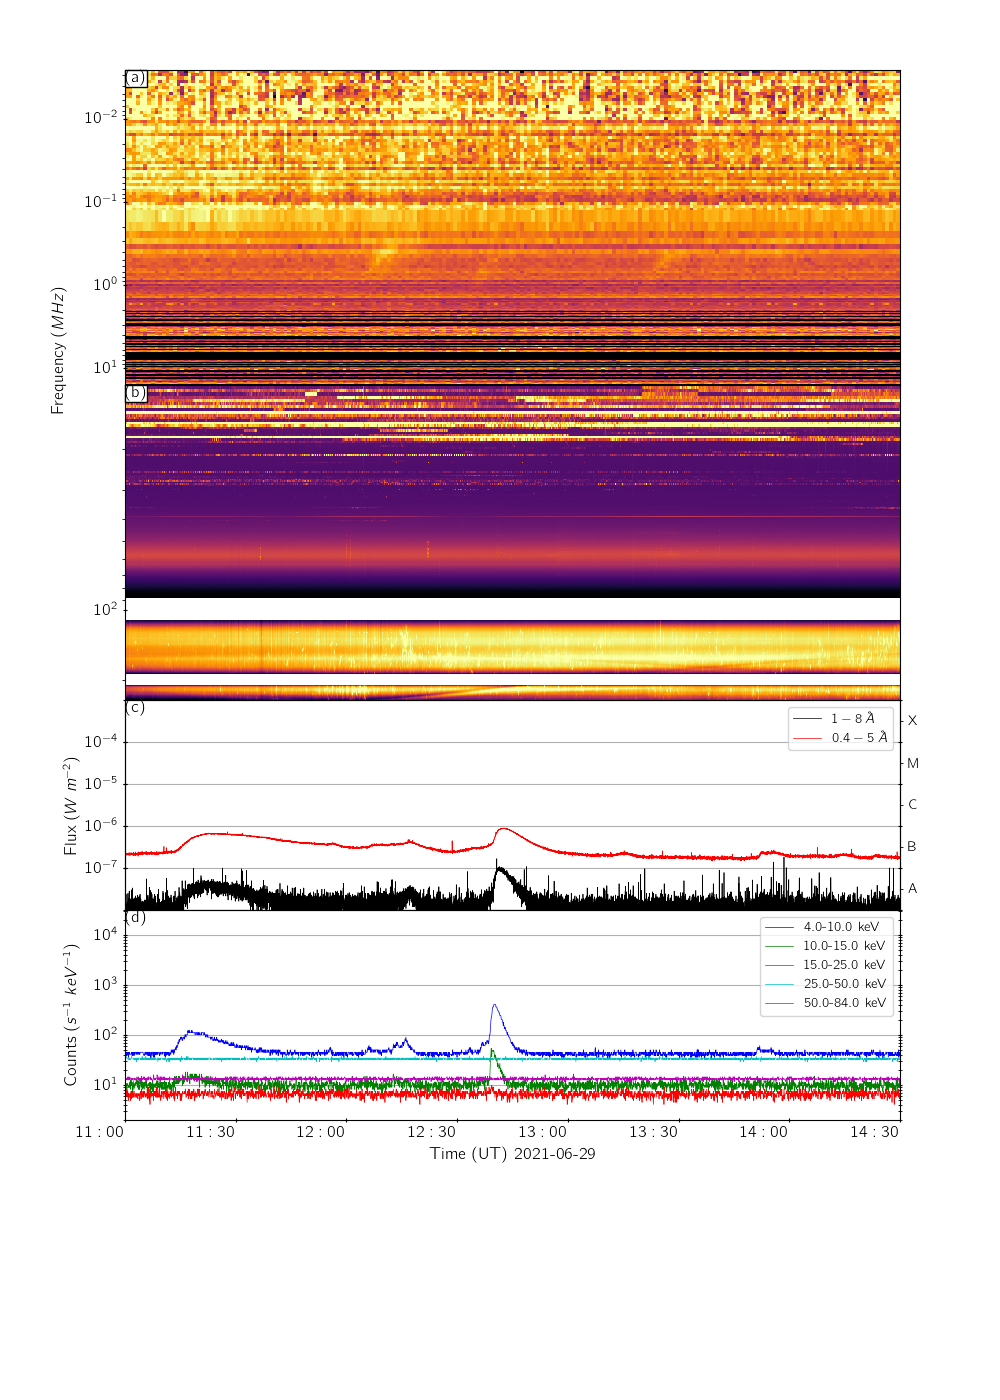 (a)
10⁻²
10⁻¹
10⁰
10¹
Frequency (MHz)
(b)
10²
(c)
1 − 8 Å
0.4 − 5 Å
10⁻⁴
10⁻⁵
10⁻⁶
10⁻⁷
Flux (W m⁻²)
X
M
C
B
A
(d)
4.0-10.0 keV
10.0-15.0 keV
15.0-25.0 keV
25.0-50.0 keV
50.0-84.0 keV
10⁴
10³
10²
10¹
Counts (s⁻¹ keV⁻¹)
11 : 00 11 : 30 12 : 00 12 : 30 13 : 00 13 : 30 14 : 00 14 : 30
Time (UT) 2021-06-29